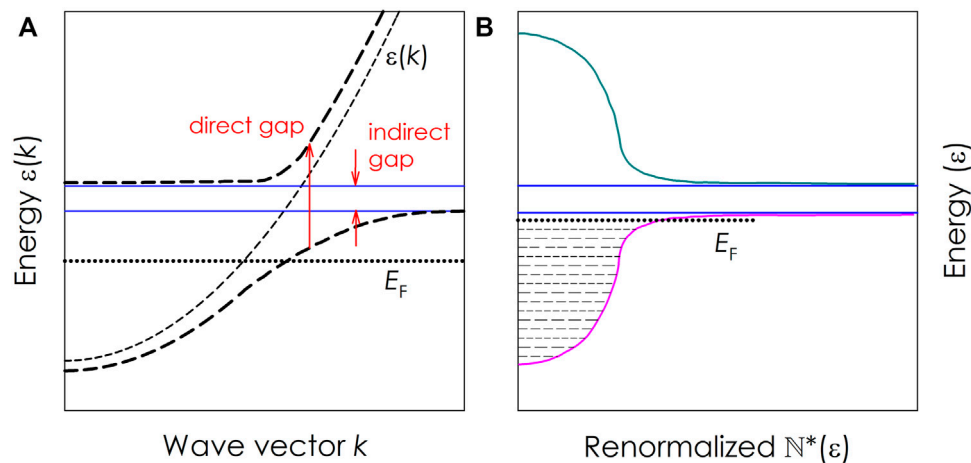 A
Energy ε(k)
ε(k)
direct gap
indirect
gap
E_F
Wave vector k
B
E_F
Energy (ε)
Renormalized ℕ*(ε)